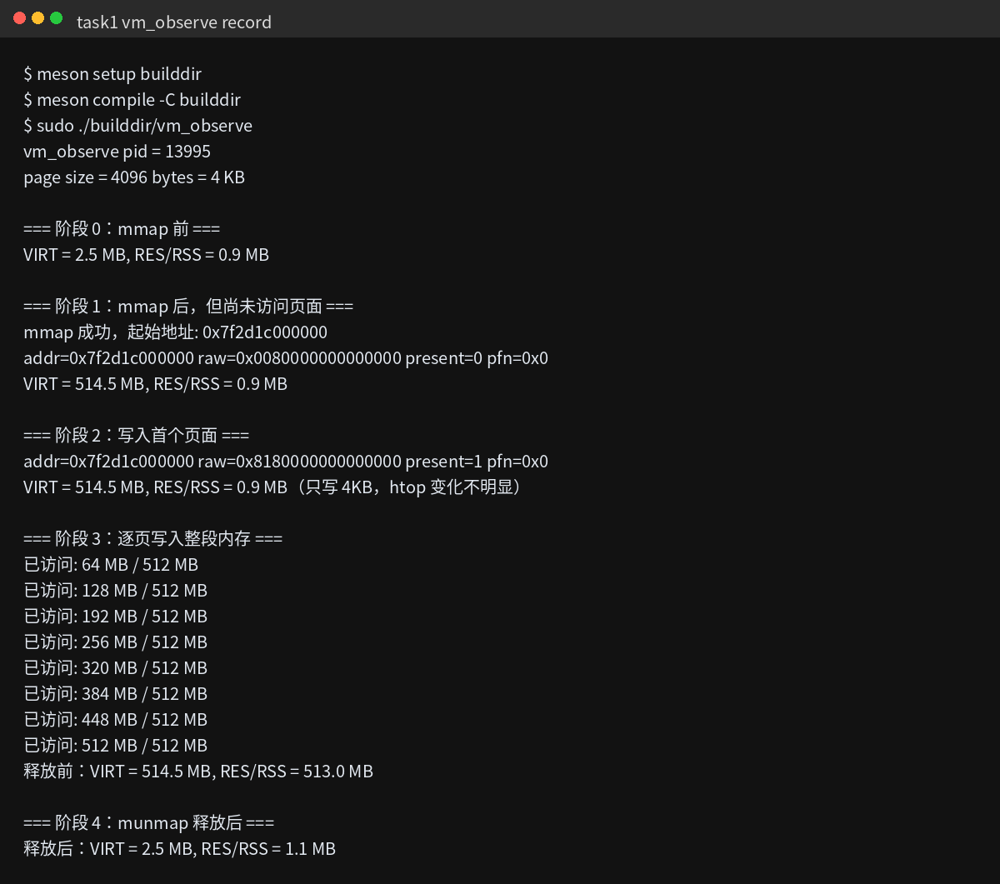 task1 vm_observe record
$ meson setup builddir
$ meson compile -C builddir
$ sudo ./builddir/vm_observe
vm_observe pid = 13995
page size = 4096 bytes = 4 KB
=== 阶段 0：mmap 前 ===
VIRT = 2.5 MB, RES/RSS = 0.9 MB
=== 阶段 1：mmap 后，但尚未访问页面 ===
mmap 成功，起始地址: 0x7f2d1c000000
addr=0x7f2d1c000000 raw=0x0080000000000000 present=0 pfn=0x0
VIRT = 514.5 MB, RES/RSS = 0.9 MB
=== 阶段 2：写入首个页面 ===
addr=0x7f2d1c000000 raw=0x8180000000000000 present=1 pfn=0x0
VIRT = 514.5 MB, RES/RSS = 0.9 MB（只写 4KB，htop 变化不明显）
=== 阶段 3：逐页写入整段内存 ===
已访问: 64 MB / 512 MB
已访问: 128 MB / 512 MB
已访问: 192 MB / 512 MB
已访问: 256 MB / 512 MB
已访问: 320 MB / 512 MB
已访问: 384 MB / 512 MB
已访问: 448 MB / 512 MB
已访问: 512 MB / 512 MB
释放前：VIRT = 514.5 MB, RES/RSS = 513.0 MB
=== 阶段 4：munmap 释放后 ===
释放后：VIRT = 2.5 MB, RES/RSS = 1.1 MB